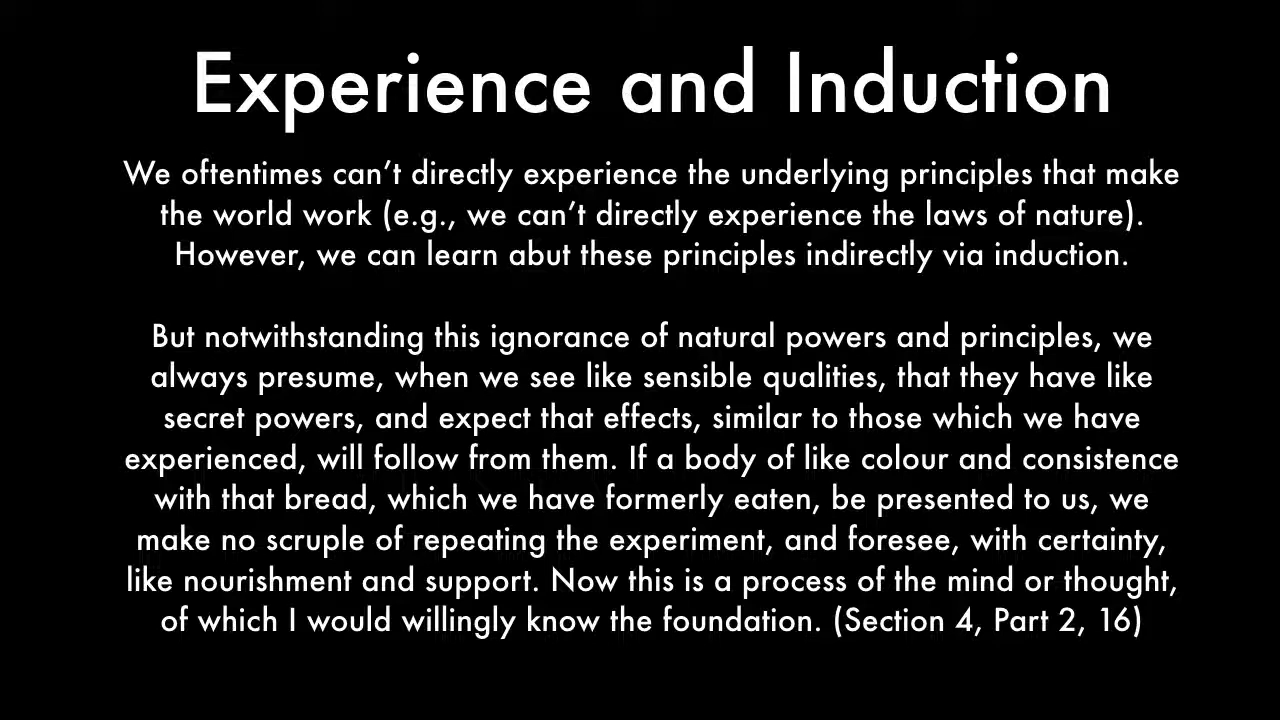 Experience and Induction
We oftentimes can’t directly experience the underlying principles that make
the world work (e.g., we can’t directly experience the laws of nature).
However, we can learn abut these principles indirectly via induction.
But notwithstanding this ignorance of natural powers and principles, we
always presume, when we see like sensible qualities, that they have like
secret powers, and expect that effects, similar to those which we have
experienced, will follow from them. If a body of like colour and consistence
with that bread, which we have formerly eaten, be presented to us, we
make no scruple of repeating the experiment, and foresee, with certainty,
like nourishment and support. Now this is a process of the mind or thought,
of which I would willingly know the foundation. (Section 4, Part 2, 16)